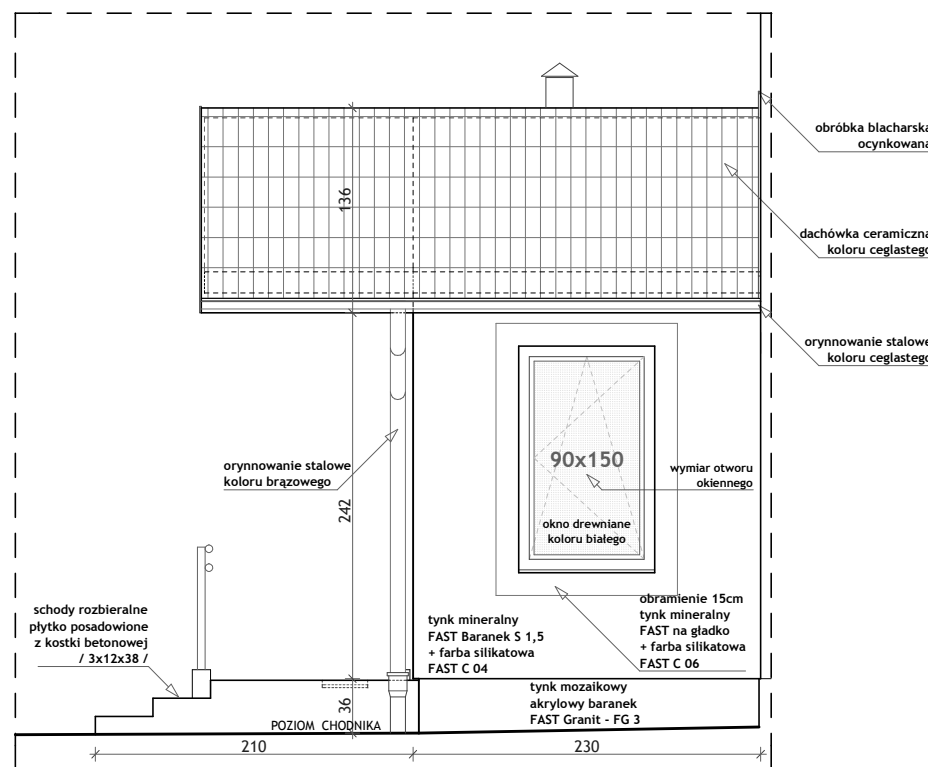 obróbka blacharska
ocynkowana
136
dachówka ceramiczna
koloru ceglastego
orynnowanie stalowe
koloru ceglastego
orynnowanie stalowe
koloru brązowego
90x150
wymiar otworu
okiennego
242
okno drewniane
koloru białego
schody rozbieralne
płytko posadowione
z kostki betonowej
/ 3x12x38 /
tynk mineralny
FAST Baranek S 1,5
+ farba silikatowa
FAST C 04
obramienie 15cm
tynk mineralny
FAST na gładko
+ farba silikatowa
FAST C 06
36
POZIOM CHODNIKA
tynk mozaikowy
akrylowy baranek
FAST Granit - FG 3
210
230